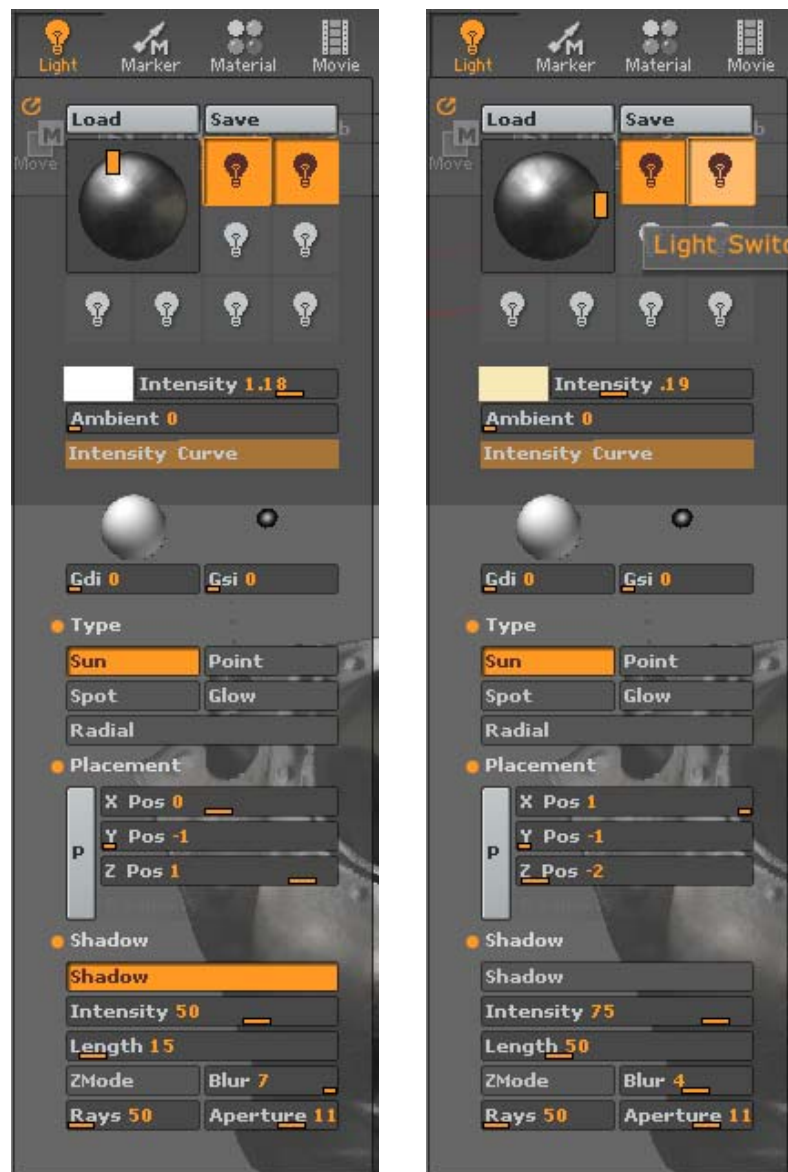 Light Marker Material Movie
Load Save
M
Move
Intensity 1.18
Ambient 0
Intensity Curve
Gdi 0 Gsi 0
Type
Sun Point
Spot Glow
Radial
Placement
P
X Pos 0
Y Pos -1
Z Pos 1
Shadow
Shadow
Intensity 50
Length 15
ZMode Blur 7
Rays 50 Aperture 11
Light Marker Material Movie
Load Save
M
Move
Light Switc
Intensity .19
Ambient 0
Intensity Curve
Gdi 0 Gsi 0
Type
Sun Point
Spot Glow
Radial
Placement
P
X Pos 1
Y Pos -1
Z Pos -2
Shadow
Shadow
Intensity 75
Length 50
ZMode Blur 4
Rays 50 Aperture 11